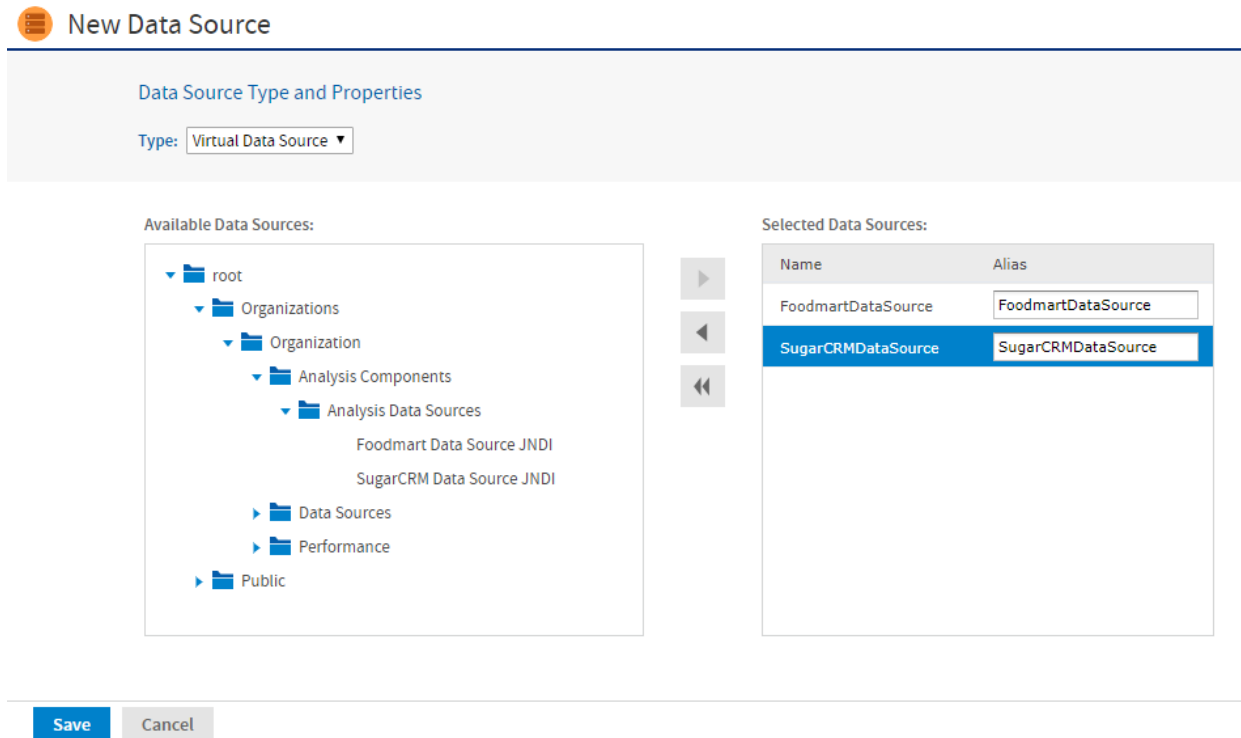 New Data Source
Data Source Type and Properties
Type: Virtual Data Source
Available Data Sources:
root
Organizations
Organization
Analysis Components
Analysis Data Sources
Foodmart Data Source JNDI
SugarCRM Data Source JNDI
Data Sources
Performance
Public
Selected Data Sources:
Name Alias
FoodmartDataSource FoodmartDataSource
SugarCRMDataSource SugarCRMDataSource
Save Cancel